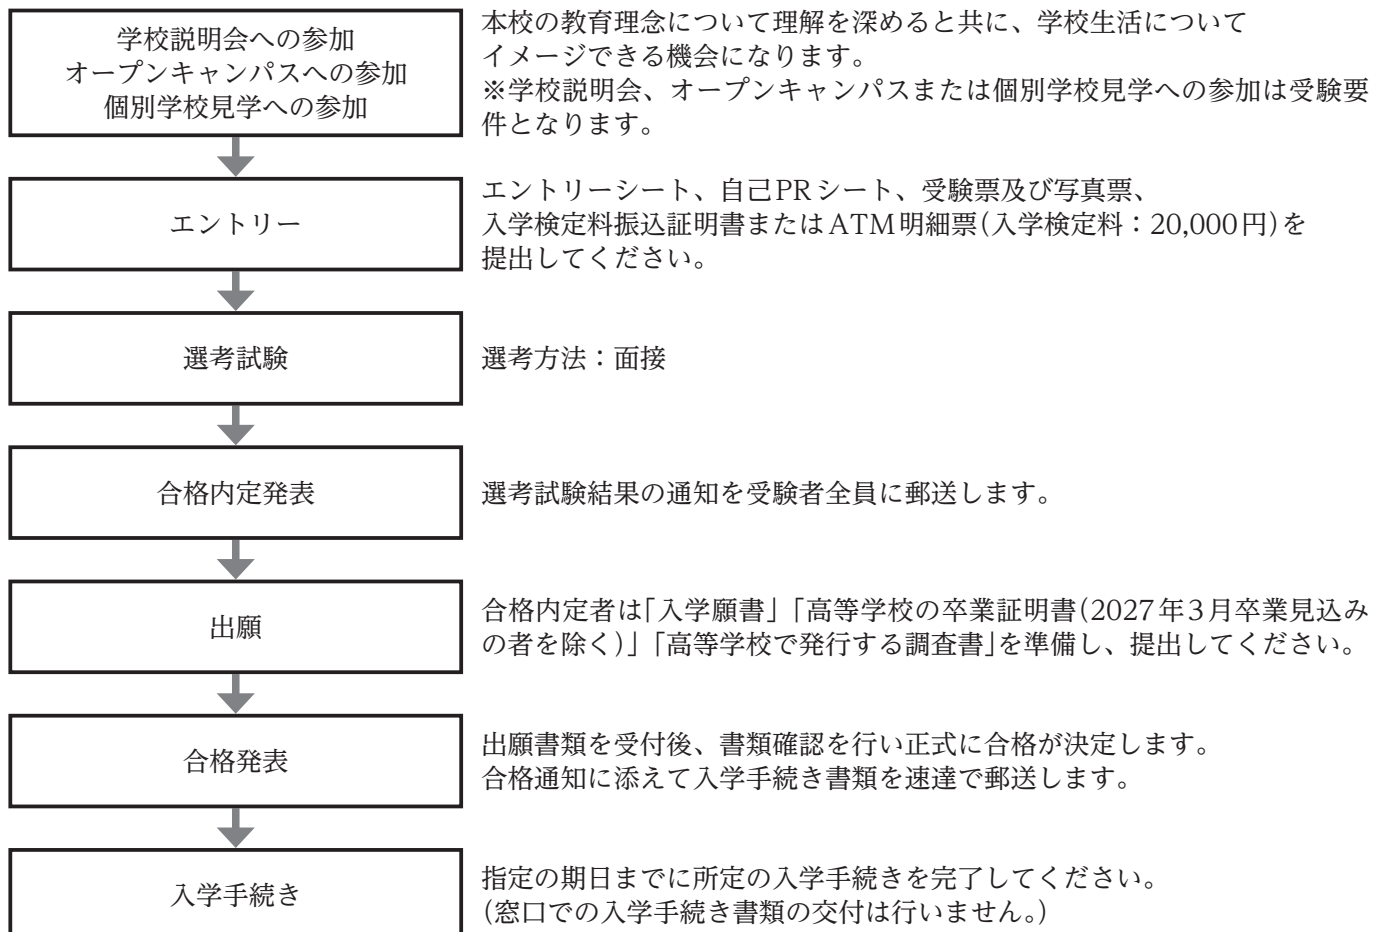 学校説明会への参加
オープンキャンパスへの参加
個別学校見学への参加
本校の教育理念について理解を深めると共に、学校生活について
イメージできる機会になります。
※学校説明会、オープンキャンパスまたは個別学校見学への参加は受験要
件となります。
エントリー
エントリーシート、自己PRシート、受験票及び写真票、
入学検定料振込証明書またはATM明細票(入学検定料：20,000円)を
提出してください。
選考試験
選考方法：面接
合格内定発表
選考試験結果の通知を受験者全員に郵送します。
出願
合格内定者は「入学願書」「高等学校の卒業証明書(2027年3月卒業見込み
の者を除く)」「高等学校で発行する調査書」を準備し、提出してください。
合格発表
出願書類を受付後、書類確認を行い正式に合格が決定します。
合格通知に添えて入学手続き書類を速達で郵送します。
入学手続き
指定の期日までに所定の入学手続きを完了してください。
(窓口での入学手続き書類の交付は行いません。)